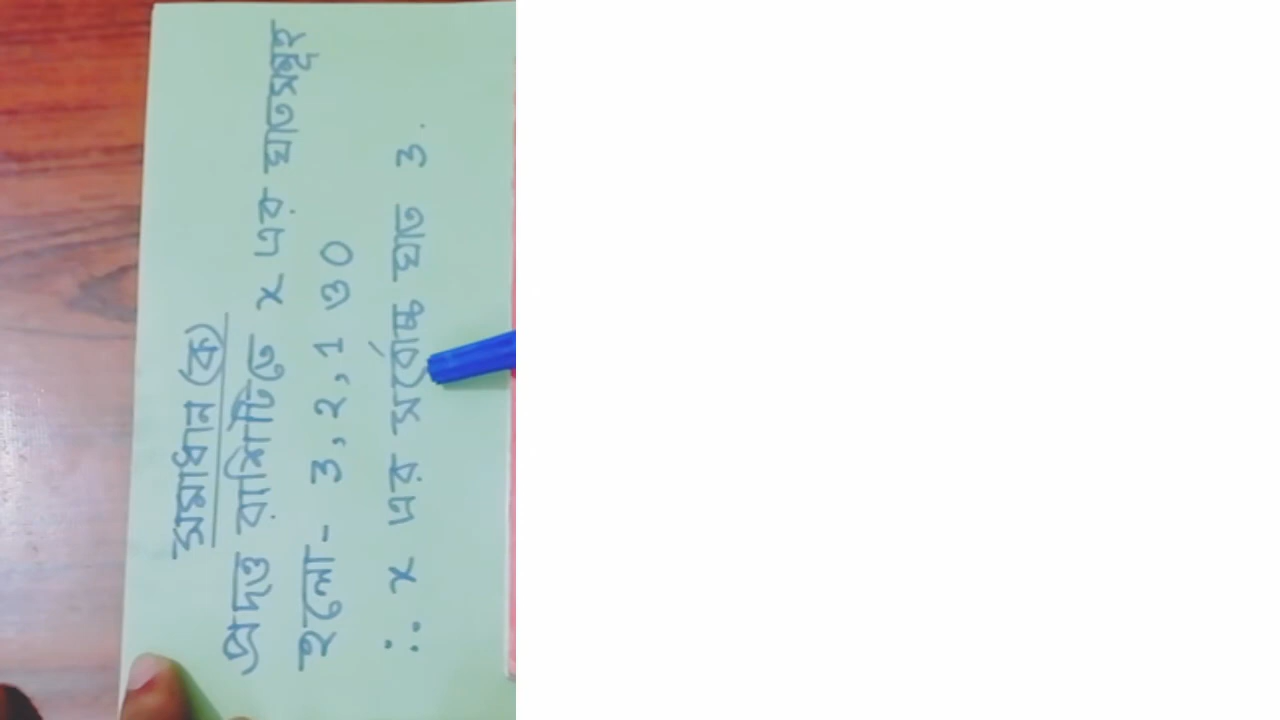 সমাধান (ক)
প্রদত্ত রাশিটিতে x এর ঘাতসমূহ
হলো- 3, 2, 1 ও 0
∴ x এর সর্বোচ্চ ঘাত 3.